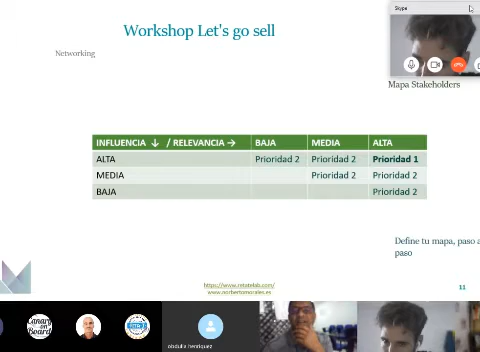 Skype
Workshop Let's go sell
Networking
Mapa Stakeholders
INFLUENCIA ↓ / RELEVANCIA → BAJA MEDIA ALTA
ALTA Prioridad 2 Prioridad 2 Prioridad 1
MEDIA Prioridad 2 Prioridad 2
BAJA Prioridad 2
Define tu mapa, paso a
paso
https://www.rotatelab.com/
www.norbertomorales.es
11
Canary
on
Board
obdulia henriquez